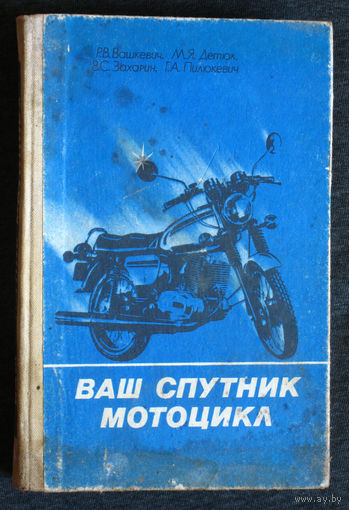 Р.В. Вашкевич, М.Я. Детюк,
В.С. Захарин, Г.А. Пилюкевич
ВАШ СПУТНИК
МОТОЦИКЛ
www.ay.by